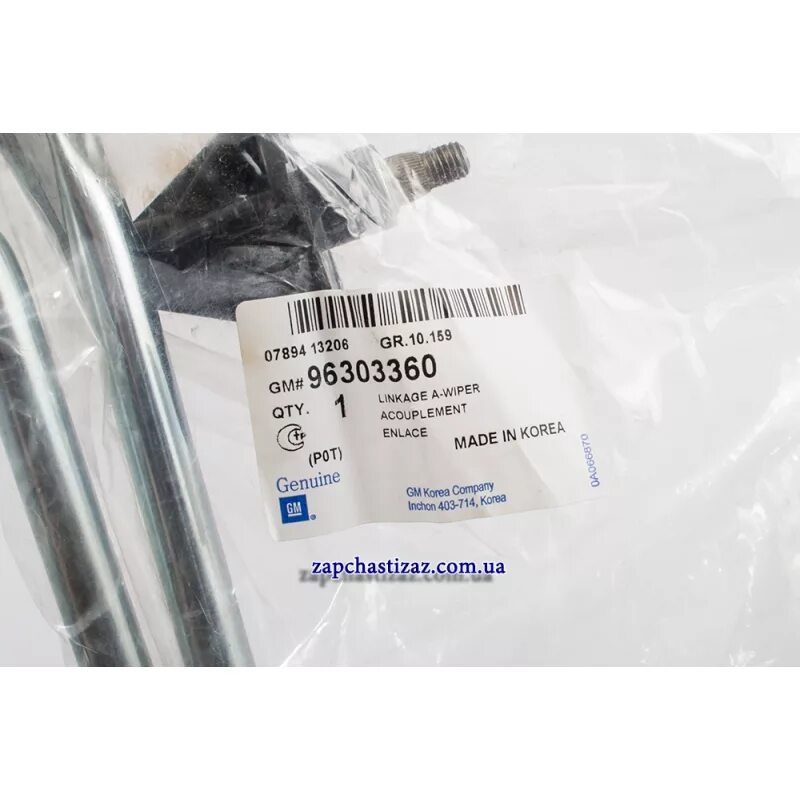 07894 13206 GR.10.159
GM# 96303360
QTY. 1 LINKAGE A-WIPER
ACOUPLEMENT
ENLACE MADE IN KOREA
(P0T)
Genuine
GM
GM Korea Company
Inchon 403-714, Korea
0A066870
zapchastizaz.com.ua